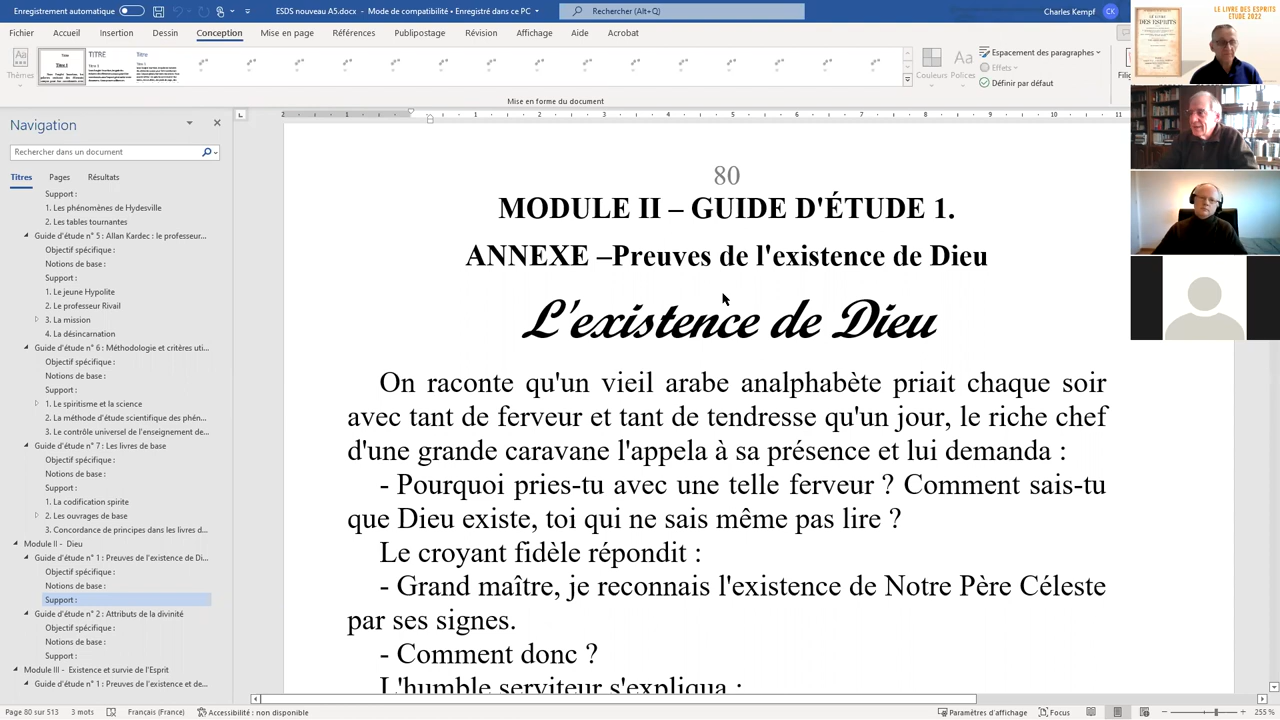 Enregistrement automatique
ESDS nouveau A5.docx - Mode de compatibilité • Enregistré dans ce PC
Rechercher (Alt+Q)
Charles Kempf
CK
Fichier Accueil Insertion Dessin Conception Mise en page Références Publipostage Révision Affichage Aide Acrobat
Thèmes
TITRE
Titre 1
Couleurs
Polices
Espacement des paragraphes
Effets
Définir par défaut
Filig
Mise en forme du document
LE LIVRE DES ESPRITS
ETUDE 2022
Navigation
Rechercher dans un document
Titres Pages Résultats
Support :
1. Les phénomènes de Hydesville
2. Les tables tournantes
Guide d'étude n° 5 : Allan Kardec : le professeur...
Objectif spécifique :
Notions de base :
Support :
1. Le jeune Hypolite
2. Le professeur Rivail
3. La mission
4. La désincarnation
Guide d'étude n° 6 : Méthodologie et critères uti...
Objectif spécifique :
Notions de base :
Support :
1. Le spiritisme et la science
2. La méthode d'étude scientifique des phén...
3. Le contrôle universel de l'enseignement de...
Guide d'étude n° 7 : Les livres de base
Objectif spécifique :
Notions de base :
Support :
1. La codification spirite
2. Les ouvrages de base
3. Concordance de principes dans les livres d...
Module II - Dieu
Guide d'étude n° 1 : Preuves de l'existence de Di...
Objectif spécifique :
Notions de base :
Support :
Guide d'étude n° 2 : Attributs de la divinité
Objectif spécifique :
Notions de base :
Support :
Module III - Existence et survie de l'Esprit
Guide d'étude n° 1 : Preuves de l'existence et de...
80
MODULE II – GUIDE D'ÉTUDE 1.
ANNEXE –Preuves de l'existence de Dieu
L'existence de Dieu
On raconte qu'un vieil arabe analphabète priait chaque soir
avec tant de ferveur et tant de tendresse qu'un jour, le riche chef
d'une grande caravane l'appela à sa présence et lui demanda :
- Pourquoi pries-tu avec une telle ferveur ? Comment sais-tu
que Dieu existe, toi qui ne sais même pas lire ?
Le croyant fidèle répondit :
- Grand maître, je reconnais l'existence de Notre Père Céleste
par ses signes.
- Comment donc ?
L'humble serviteur s'expliqua :
Page 80 sur 513 3 mots Français (France) Accessibilité : non disponible
Paramètres d'affichage Focus 255 %